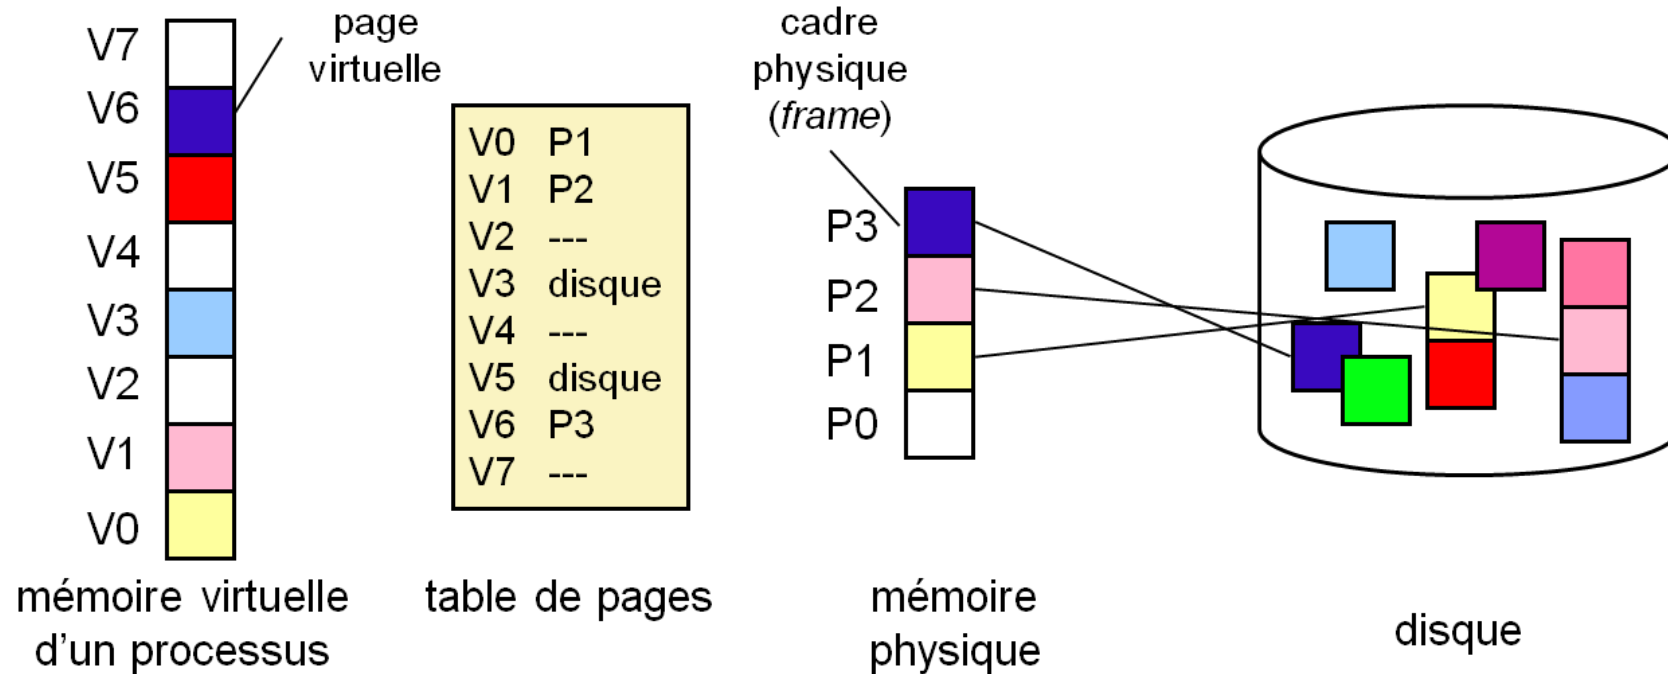 V7
V6
V5
V4
V3
V2
V1
V0
page
virtuelle
mémoire virtuelle
d’un processus
V0 P1
V1 P2
V2 ---
V3 disque
V4 ---
V5 disque
V6 P3
V7 ---
table de pages
cadre
physique
(frame)
P3
P2
P1
P0
mémoire
physique
disque